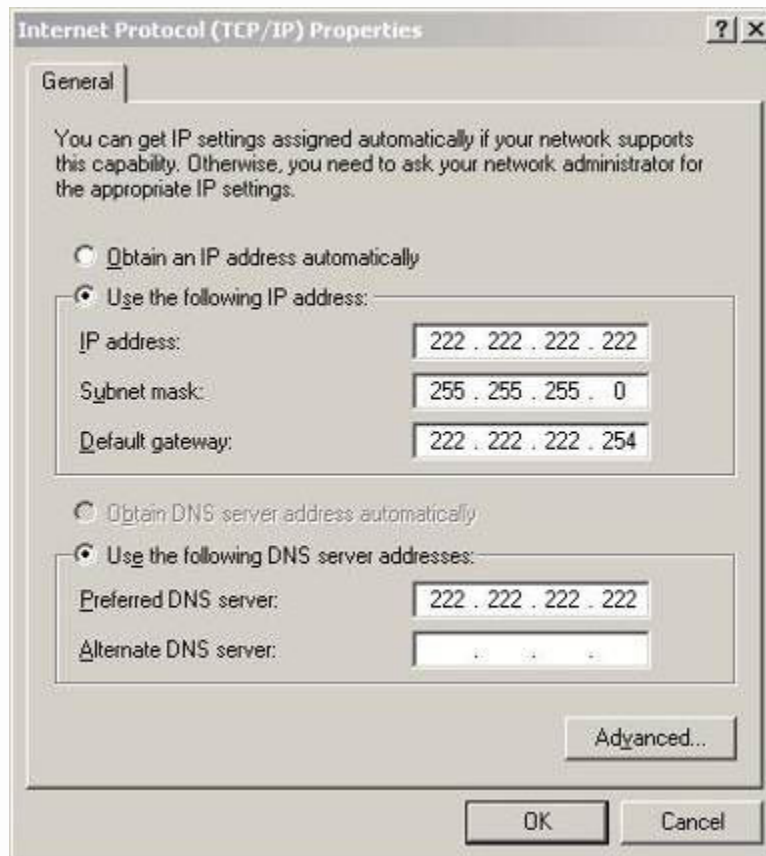 Internet Protocol (TCP/IP) Properties
General
You can get IP settings assigned automatically if your network supports
this capability. Otherwise, you need to ask your network administrator for
the appropriate IP settings.
Obtain an IP address automatically
Use the following IP address:
IP address: 222 . 222 . 222 . 222
Subnet mask: 255 . 255 . 255 . 0
Default gateway: 222 . 222 . 222 . 254
Obtain DNS server address automatically
Use the following DNS server addresses:
Preferred DNS server: 222 . 222 . 222 . 222
Alternate DNS server: . . .
Advanced...
OK Cancel